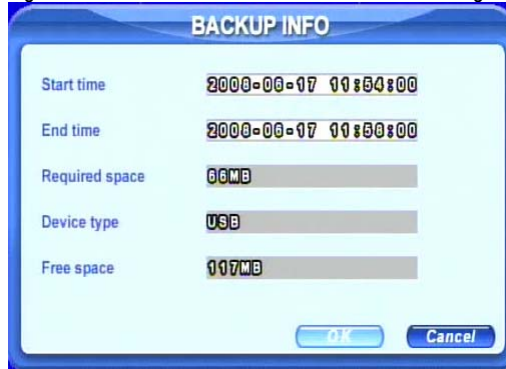 BACKUP INFO
Start time 2008-06-17 11:54:00
End time 2008-06-17 11:58:00
Required space 66MB
Device type USB
Free space 117MB
OK Cancel